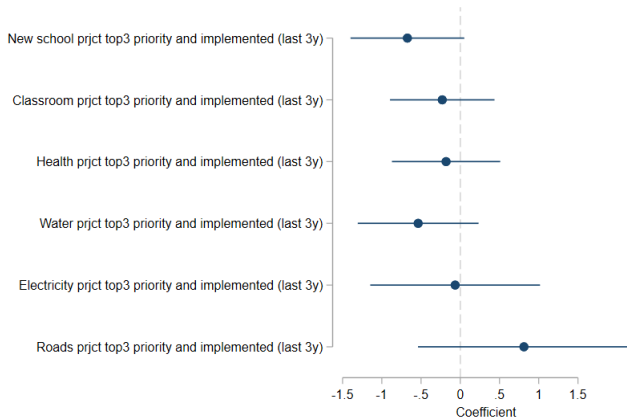 New school prjct top3 priority and implemented (last 3y)
Classroom prjct top3 priority and implemented (last 3y)
Health prjct top3 priority and implemented (last 3y)
Water prjct top3 priority and implemented (last 3y)
Electricity prjct top3 priority and implemented (last 3y)
Roads prjct top3 priority and implemented (last 3y)
-1.5 -1 -.5 0 .5 1 1.5
Coefficient